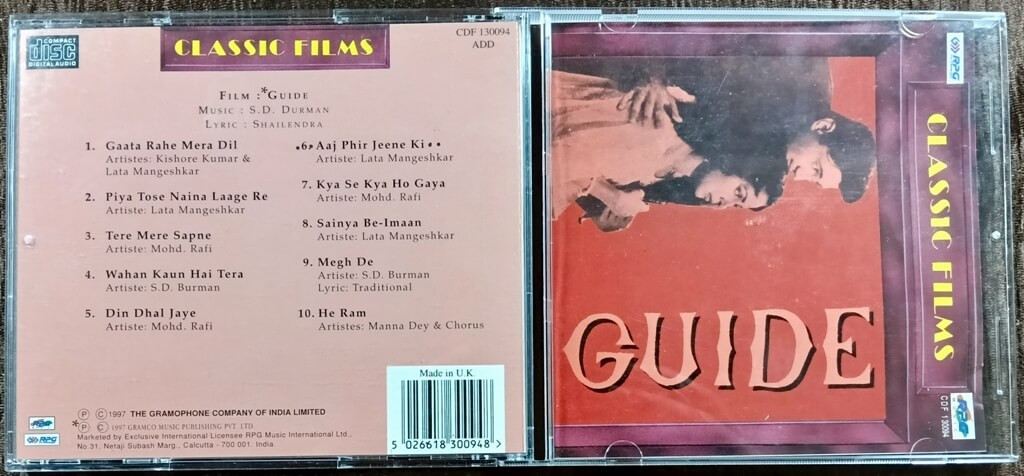 COMPACT
disc
DIGITAL AUDIO
CLASSIC FILMS
CDF 130094
ADD
FILM :*GUIDE
MUSIC : S.D. DURMAN
LYRIC : SHAILENDRA
1. Gaata Rahe Mera Dil
Artistes: Kishore Kumar &
Lata Mangeshkar
2. Piya Tose Naina Laage Re
Artiste: Lata Mangeshkar
3. Tere Mere Sapne
Artiste: Mohd. Rafi
4. Wahan Kaun Hai Tera
Artiste: S.D. Burman
5. Din Dhal Jaye
Artiste: Mohd. Rafi
6. Aaj Phir Jeene Ki ..
Artiste: Lata Mangeshkar
7. Kya Se Kya Ho Gaya
Artiste: Mohd. Rafi
8. Sainya Be-Imaan
Artiste: Lata Mangeshkar
9. Megh De
Artiste: S.D. Burman
Lyric: Traditional
10. He Ram
Artistes: Manna Dey & Chorus
Made in U.K.
5 026618 300948 >
Ⓟ Ⓒ 1997 THE GRAMOPHONE COMPANY OF INDIA LIMITED
* Ⓟ Ⓒ 1997 GRAMCO MUSIC PUBLISHING PVT LTD
Marketed by Exclusive International Licensee RPG Music International Ltd.,
No 31, Netaji Subash Marg., Calcutta - 700 001. India.
RPG
GUIDE
RPG
CLASSIC FILMS
CDF 130094